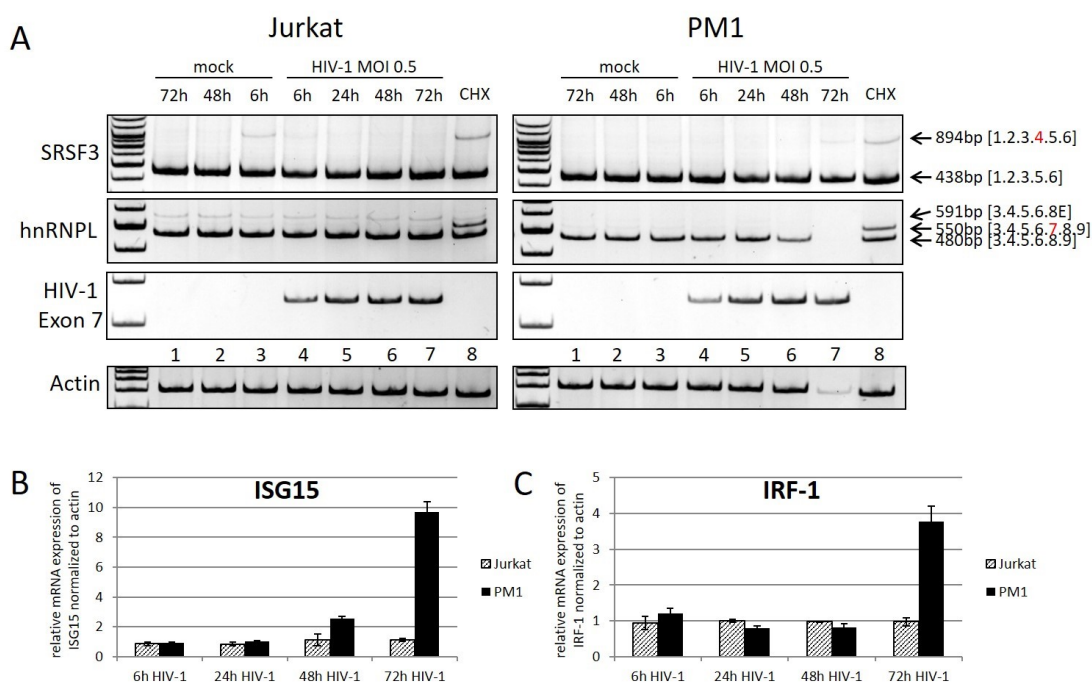 A
Jurkat
PM1
mock
HIV-1 MOI 0.5
mock
HIV-1 MOI 0.5
72h 48h 6h 6h 24h 48h 72h CHX
72h 48h 6h 6h 24h 48h 72h CHX
SRSF3
894bp [1.2.3.4.5.6]
438bp [1.2.3.5.6]
hnRNPL
591bp [3.4.5.6.8E]
550bp [3.4.5.6.7.8.9]
480bp [3.4.5.6.8.9]
HIV-1
Exon 7
1 2 3 4 5 6 7 8
1 2 3 4 5 6 7 8
Actin
B
ISG15
relative mRNA expression of
ISG15 normalized to actin
12
10
8
6
4
2
0
6h HIV-1 24h HIV-1 48h HIV-1 72h HIV-1
Jurkat
PM1
C
IRF-1
relative mRNA expression of
IRF-1 normalized to actin
5
4
3
2
1
0
6h HIV-1 24h HIV-1 48h HIV-1 72h HIV-1
Jurkat
PM1